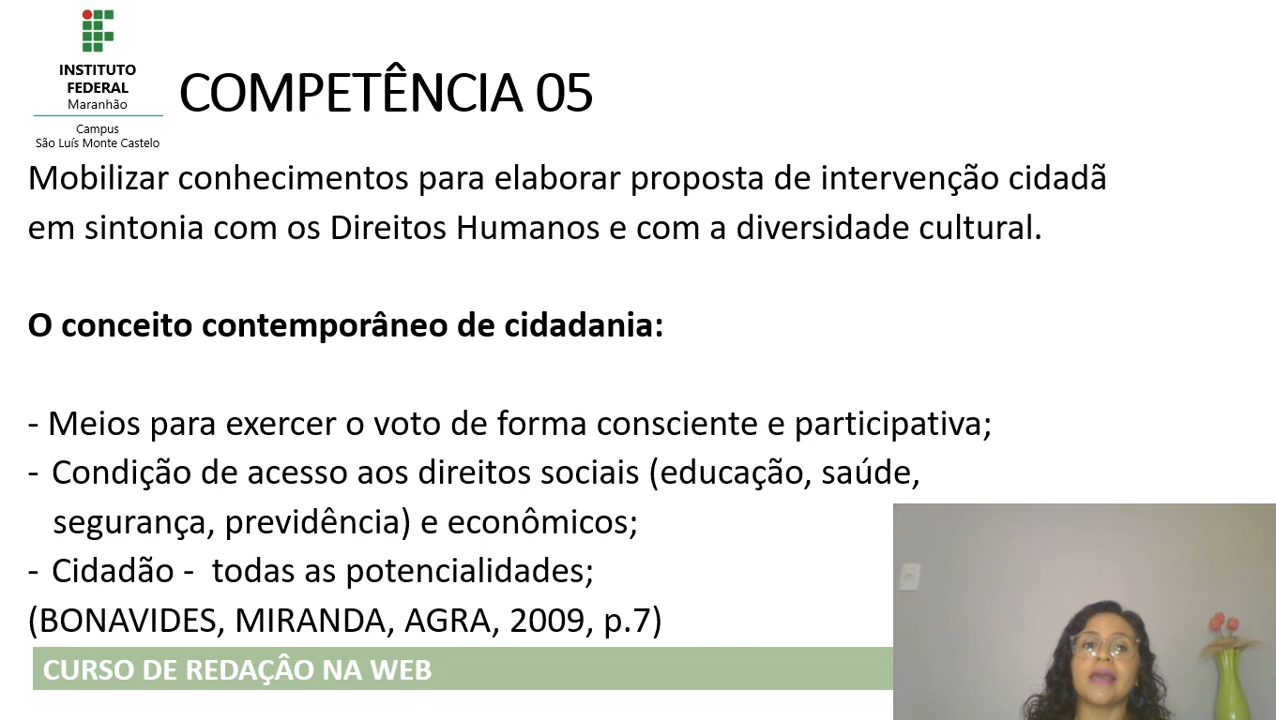 INSTITUTO
FEDERAL
Maranhão
Campus
São Luís Monte Castelo
COMPETÊNCIA 05
Mobilizar conhecimentos para elaborar proposta de intervenção cidadã
em sintonia com os Direitos Humanos e com a diversidade cultural.
O conceito contemporâneo de cidadania:
- Meios para exercer o voto de forma consciente e participativa;
- Condição de acesso aos direitos sociais (educação, saúde,
segurança, previdência) e econômicos;
- Cidadão - todas as potencialidades;
(BONAVIDES, MIRANDA, AGRA, 2009, p.7)
CURSO DE REDAÇÂO NA WEB